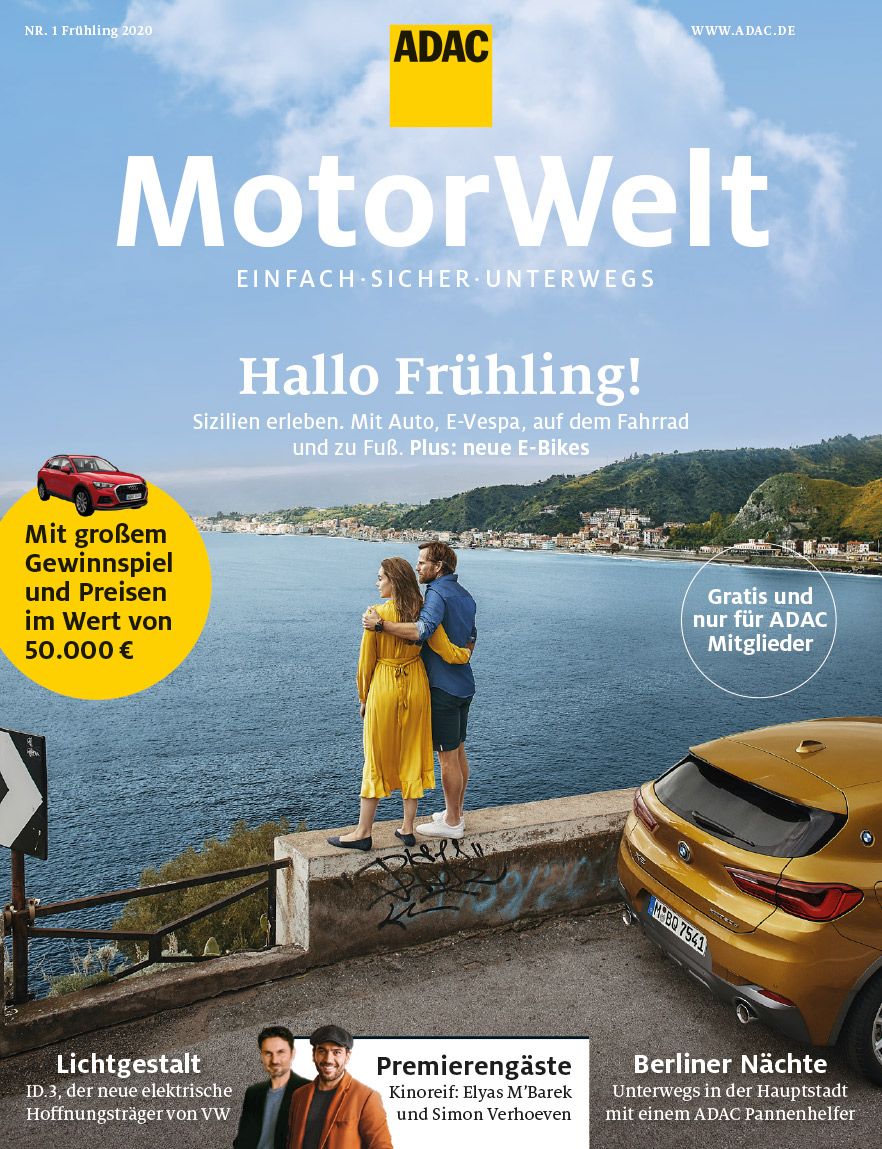 NR. 1 Frühling 2020
ADAC
WWW.ADAC.DE
MotorWelt
EINFACH·SICHER·UNTERWEGS
Hallo Frühling!
Sizilien erleben. Mit Auto, E-Vespa, auf dem Fahrrad
und zu Fuß. Plus: neue E-Bikes
Mit großem
Gewinnspiel
und Preisen
im Wert von
50.000 €
Gratis und
nur für ADAC
Mitglieder
M BQ 7541
Lichtgestalt
ID.3, der neue elektrische
Hoffnungsträger von VW
Premierengäste
Kinoreif: Elyas M’Barek
und Simon Verhoeven
Berliner Nächte
Unterwegs in der Hauptstadt
mit einem ADAC Pannenhelfer